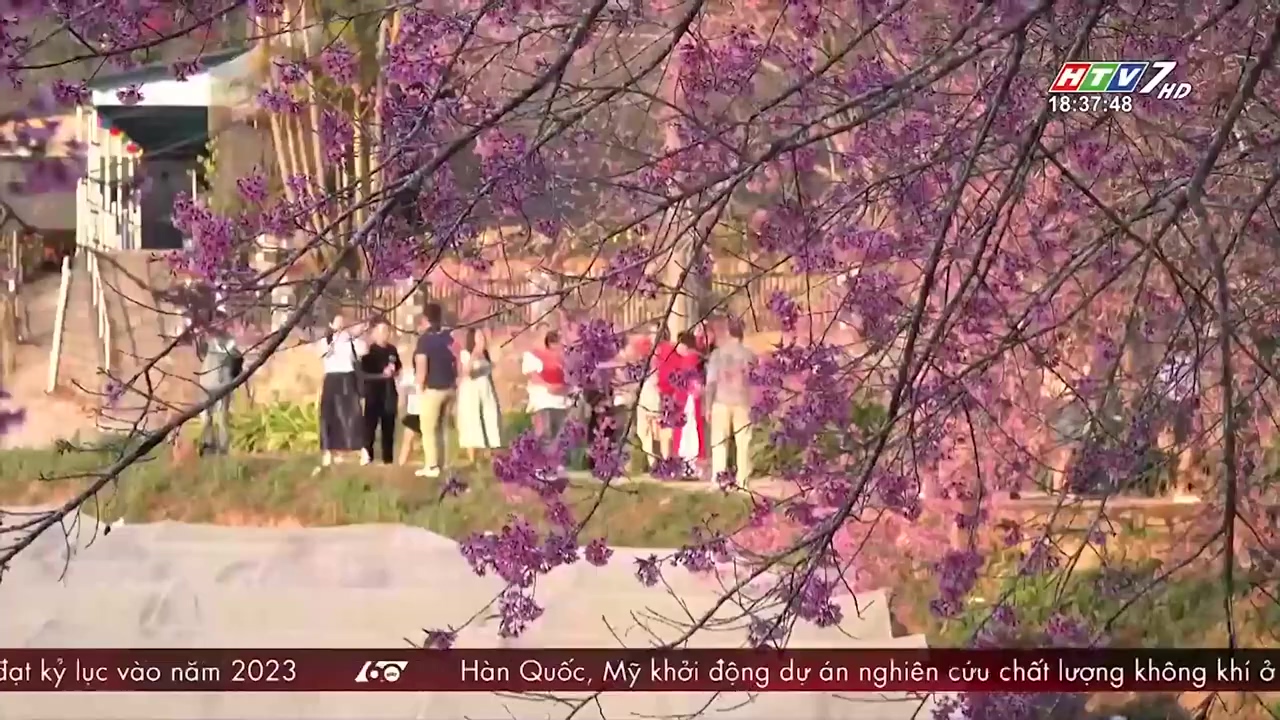 HTV7 HD
18:37:48
đạt kỷ lục vào năm 2023 60 Hàn Quốc, Mỹ khởi động dự án nghiên cứu chất lượng không khí ở